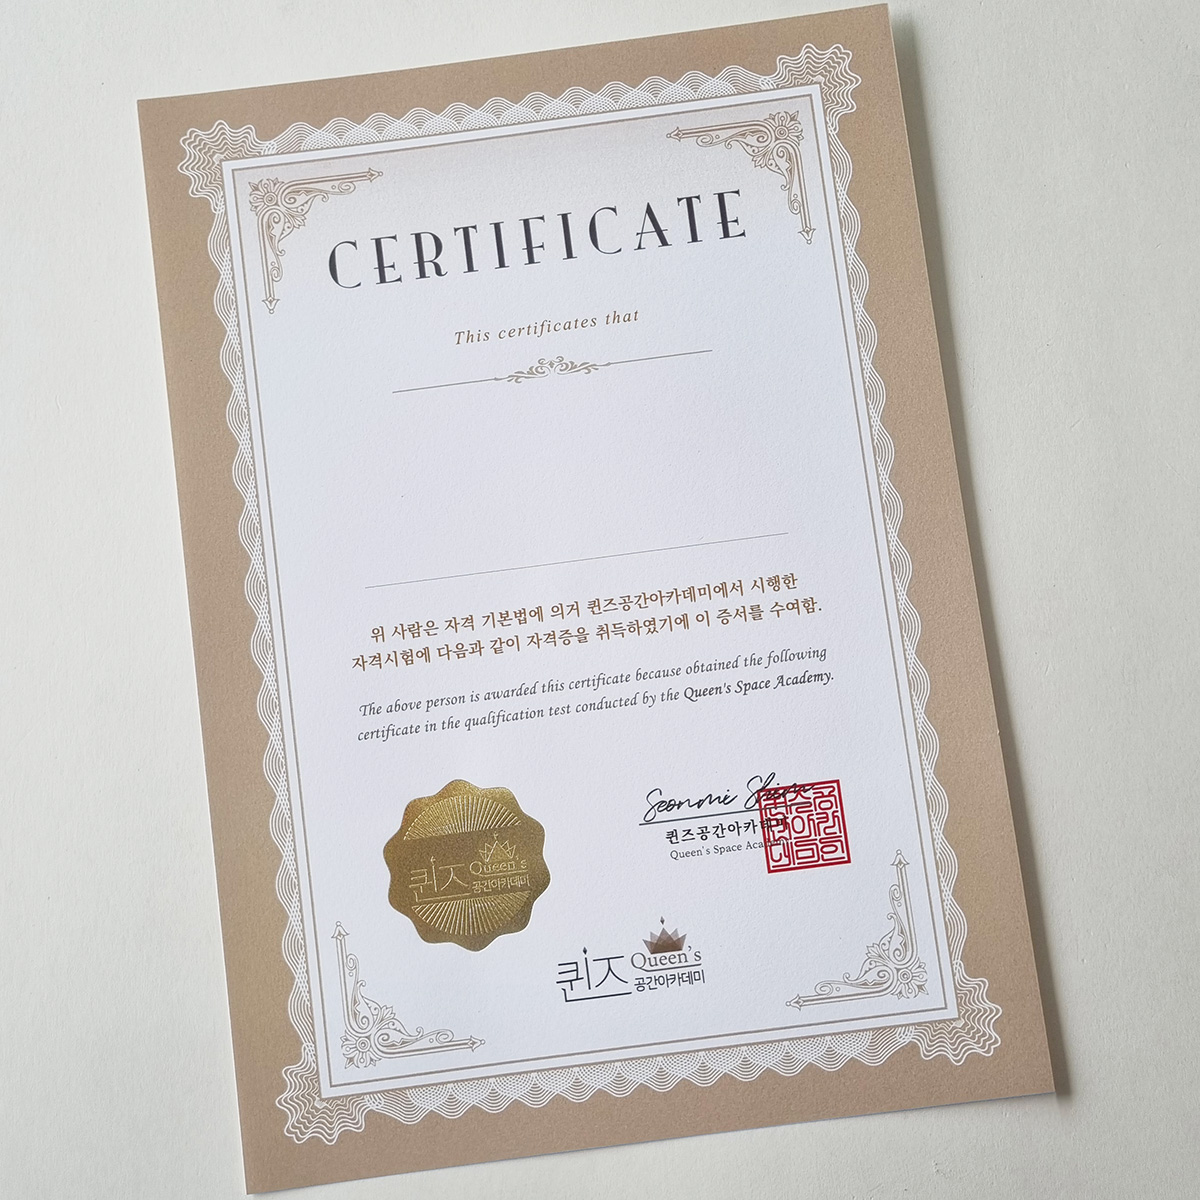 CERTIFICATE
This certificates that
위 사람은 자격 기본법에 의거 퀸즈공간아카데미에서 시행한
자격시험에 다음과 같이 자격증을 취득하였기에 이 증서를 수여함.
The above person is awarded this certificate because obtained the following
certificate in the qualification test conducted by the Queen's Space Academy.
Seonmi
퀸즈공간아카데미
Queen's Space
퀸즈 Queen's
공간아카데미
퀸즈 Queen's
공간아카데미